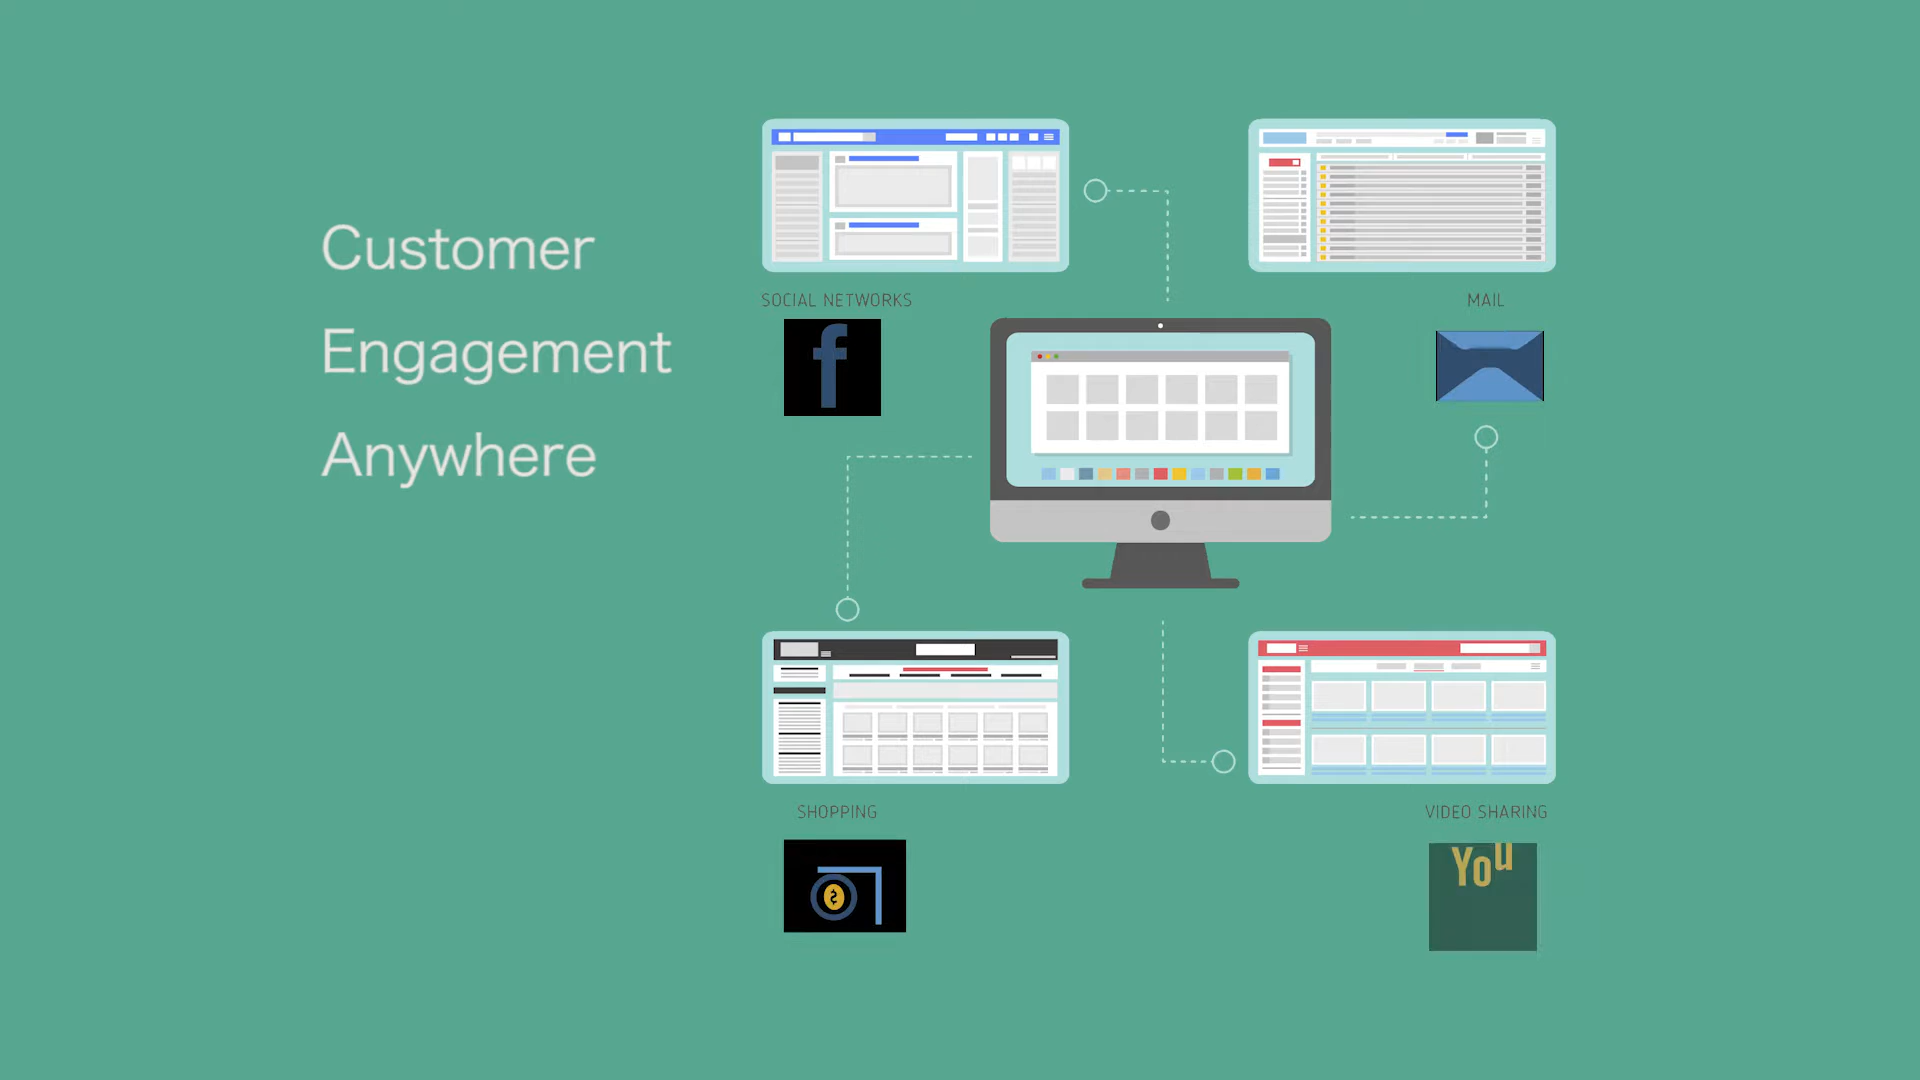 Customer
Engagement
Anywhere
SOCIAL NETWORKS
MAIL
f
SHOPPING
$
VIDEO SHARING
You